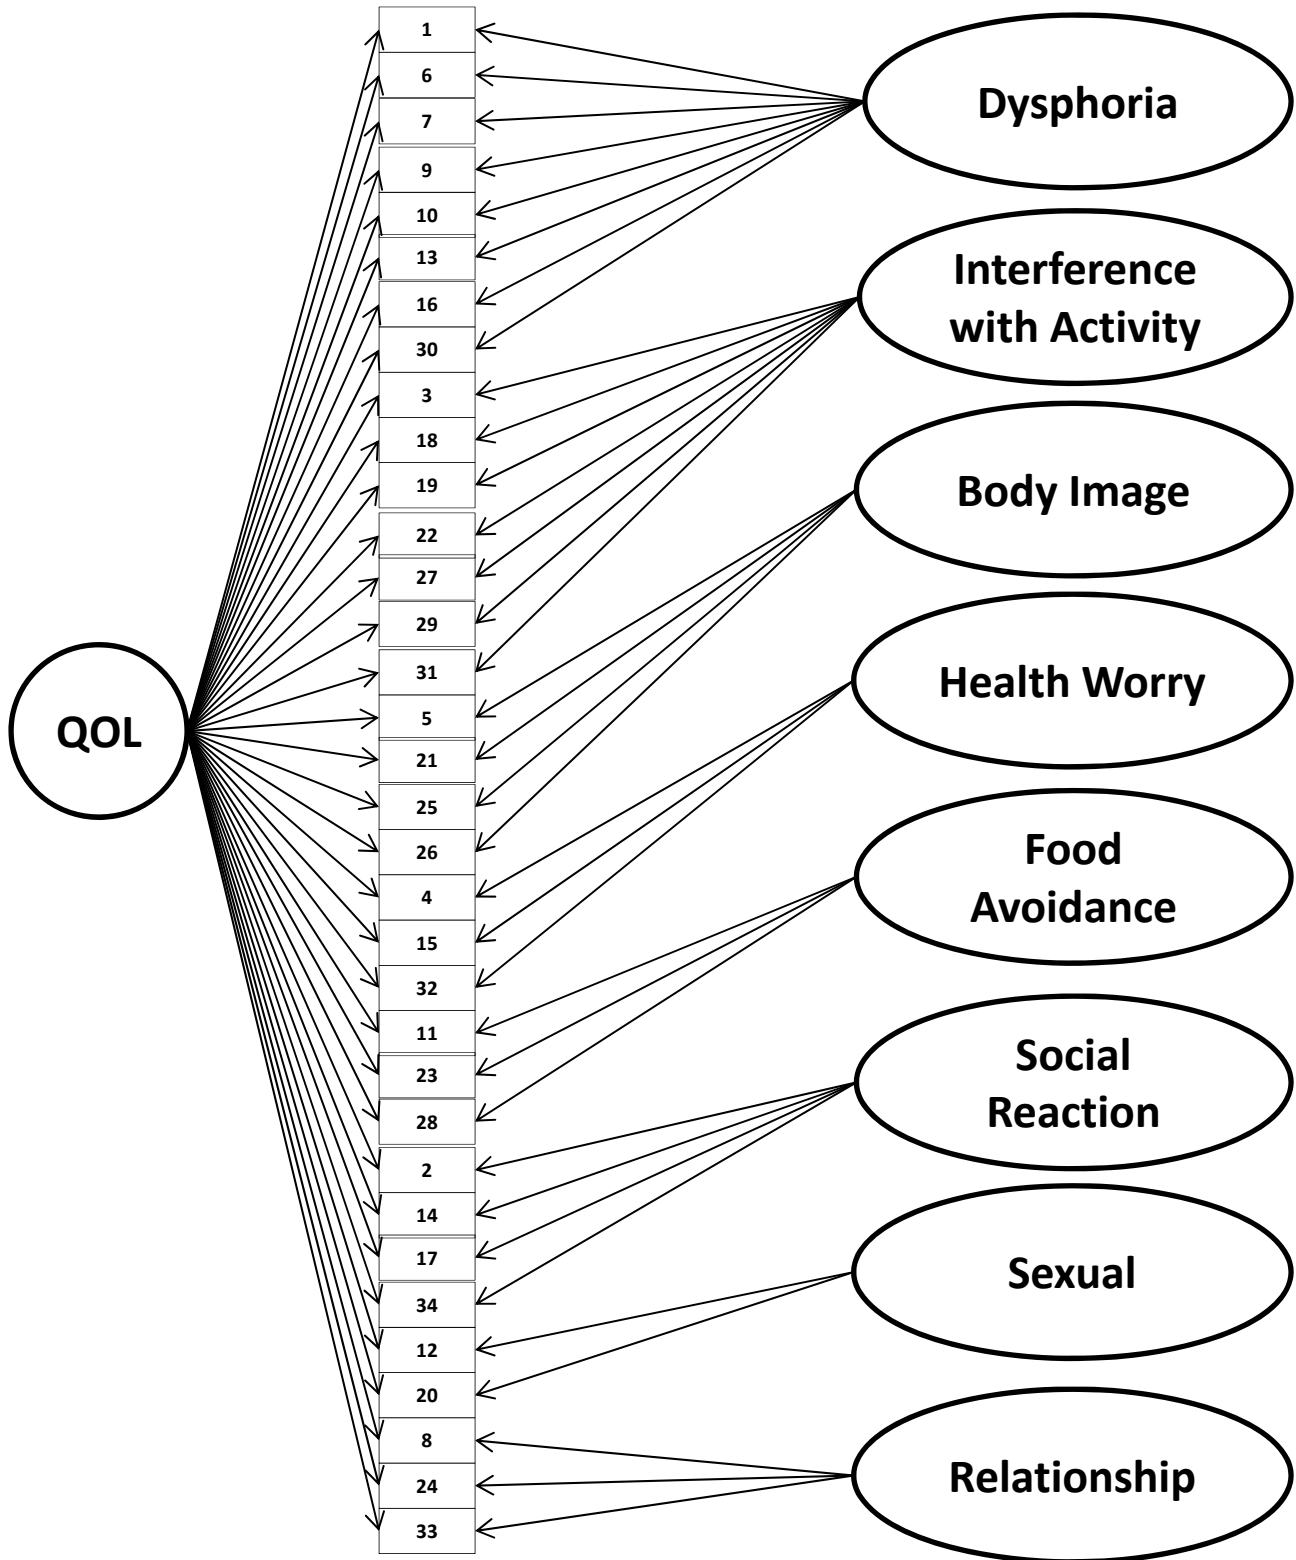 QOL
1
6
7
9
10
13
16
30
3
18
19
22
27
29
31
5
21
25
26
4
15
32
11
23
28
2
14
17
34
12
20
8
24
33
Dysphoria
Interference
with Activity
Body Image
Health Worry
Food
Avoidance
Social
Reaction
Sexual
Relationship